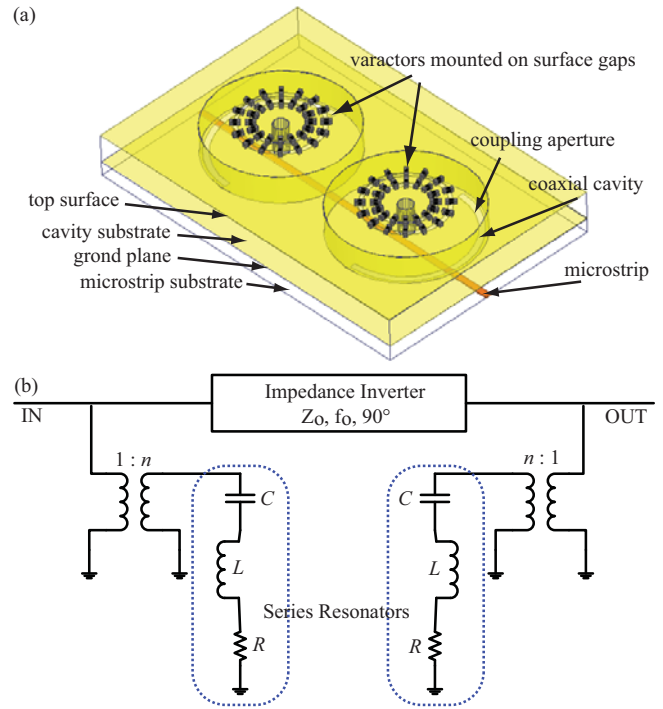 (a)
varactors mounted on surface gaps
coupling aperture
coaxial cavity
top surface
cavity substrate
grond plane
microstrip
microstrip substrate
(b)
Impedance Inverter
Zo, fo, 90°
IN
OUT
1 : n
n : 1
C
C
L
L
Series Resonators
R
R